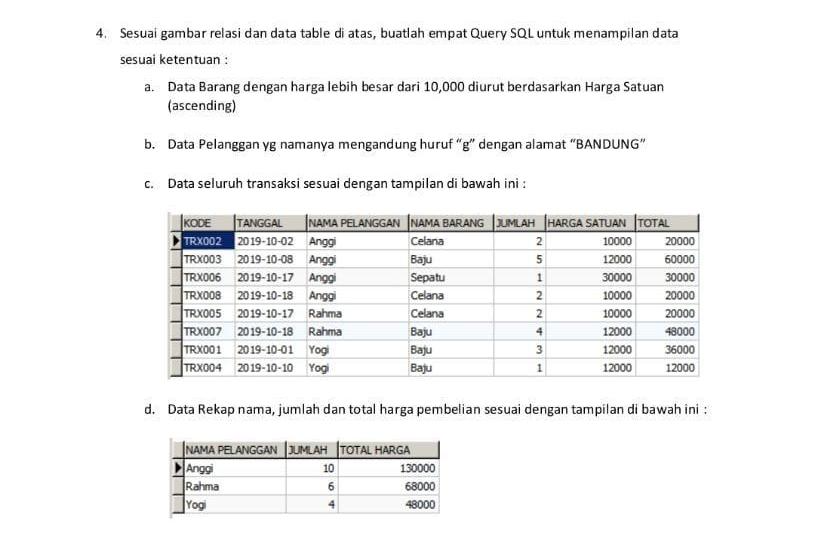 4. Sesuai gambar relasi dan data table di atas, buatlah empat Query SQL untuk menampilan data
sesuai ketentuan :
a. Data Barang dengan harga lebih besar dari 10,000 diurut berdasarkan Harga Satuan
(ascending)
b. Data Pelanggan yg namanya mengandung huruf “g” dengan alamat “BANDUNG”
c. Data seluruh transaksi sesuai dengan tampilan di bawah ini :
KODE TANGGAL NAMA PELANGGAN NAMA BARANG JUMLAH HARGA SATUAN TOTAL
TRX002 2019-10-02 Anggi Celana 2 10000 20000
TRX003 2019-10-08 Anggi Baju 5 12000 60000
TRX006 2019-10-17 Anggi Sepatu 1 30000 30000
TRX008 2019-10-18 Anggi Celana 2 10000 20000
TRX005 2019-10-17 Rahma Celana 2 10000 20000
TRX007 2019-10-18 Rahma Baju 4 12000 48000
TRX001 2019-10-01 Yogi Baju 3 12000 36000
TRX004 2019-10-10 Yogi Baju 1 12000 12000
d. Data Rekap nama, jumlah dan total harga pembelian sesuai dengan tampilan di bawah ini :
NAMA PELANGGAN JUMLAH TOTAL HARGA
Anggi 10 130000
Rahma 6 68000
Yogi 4 48000